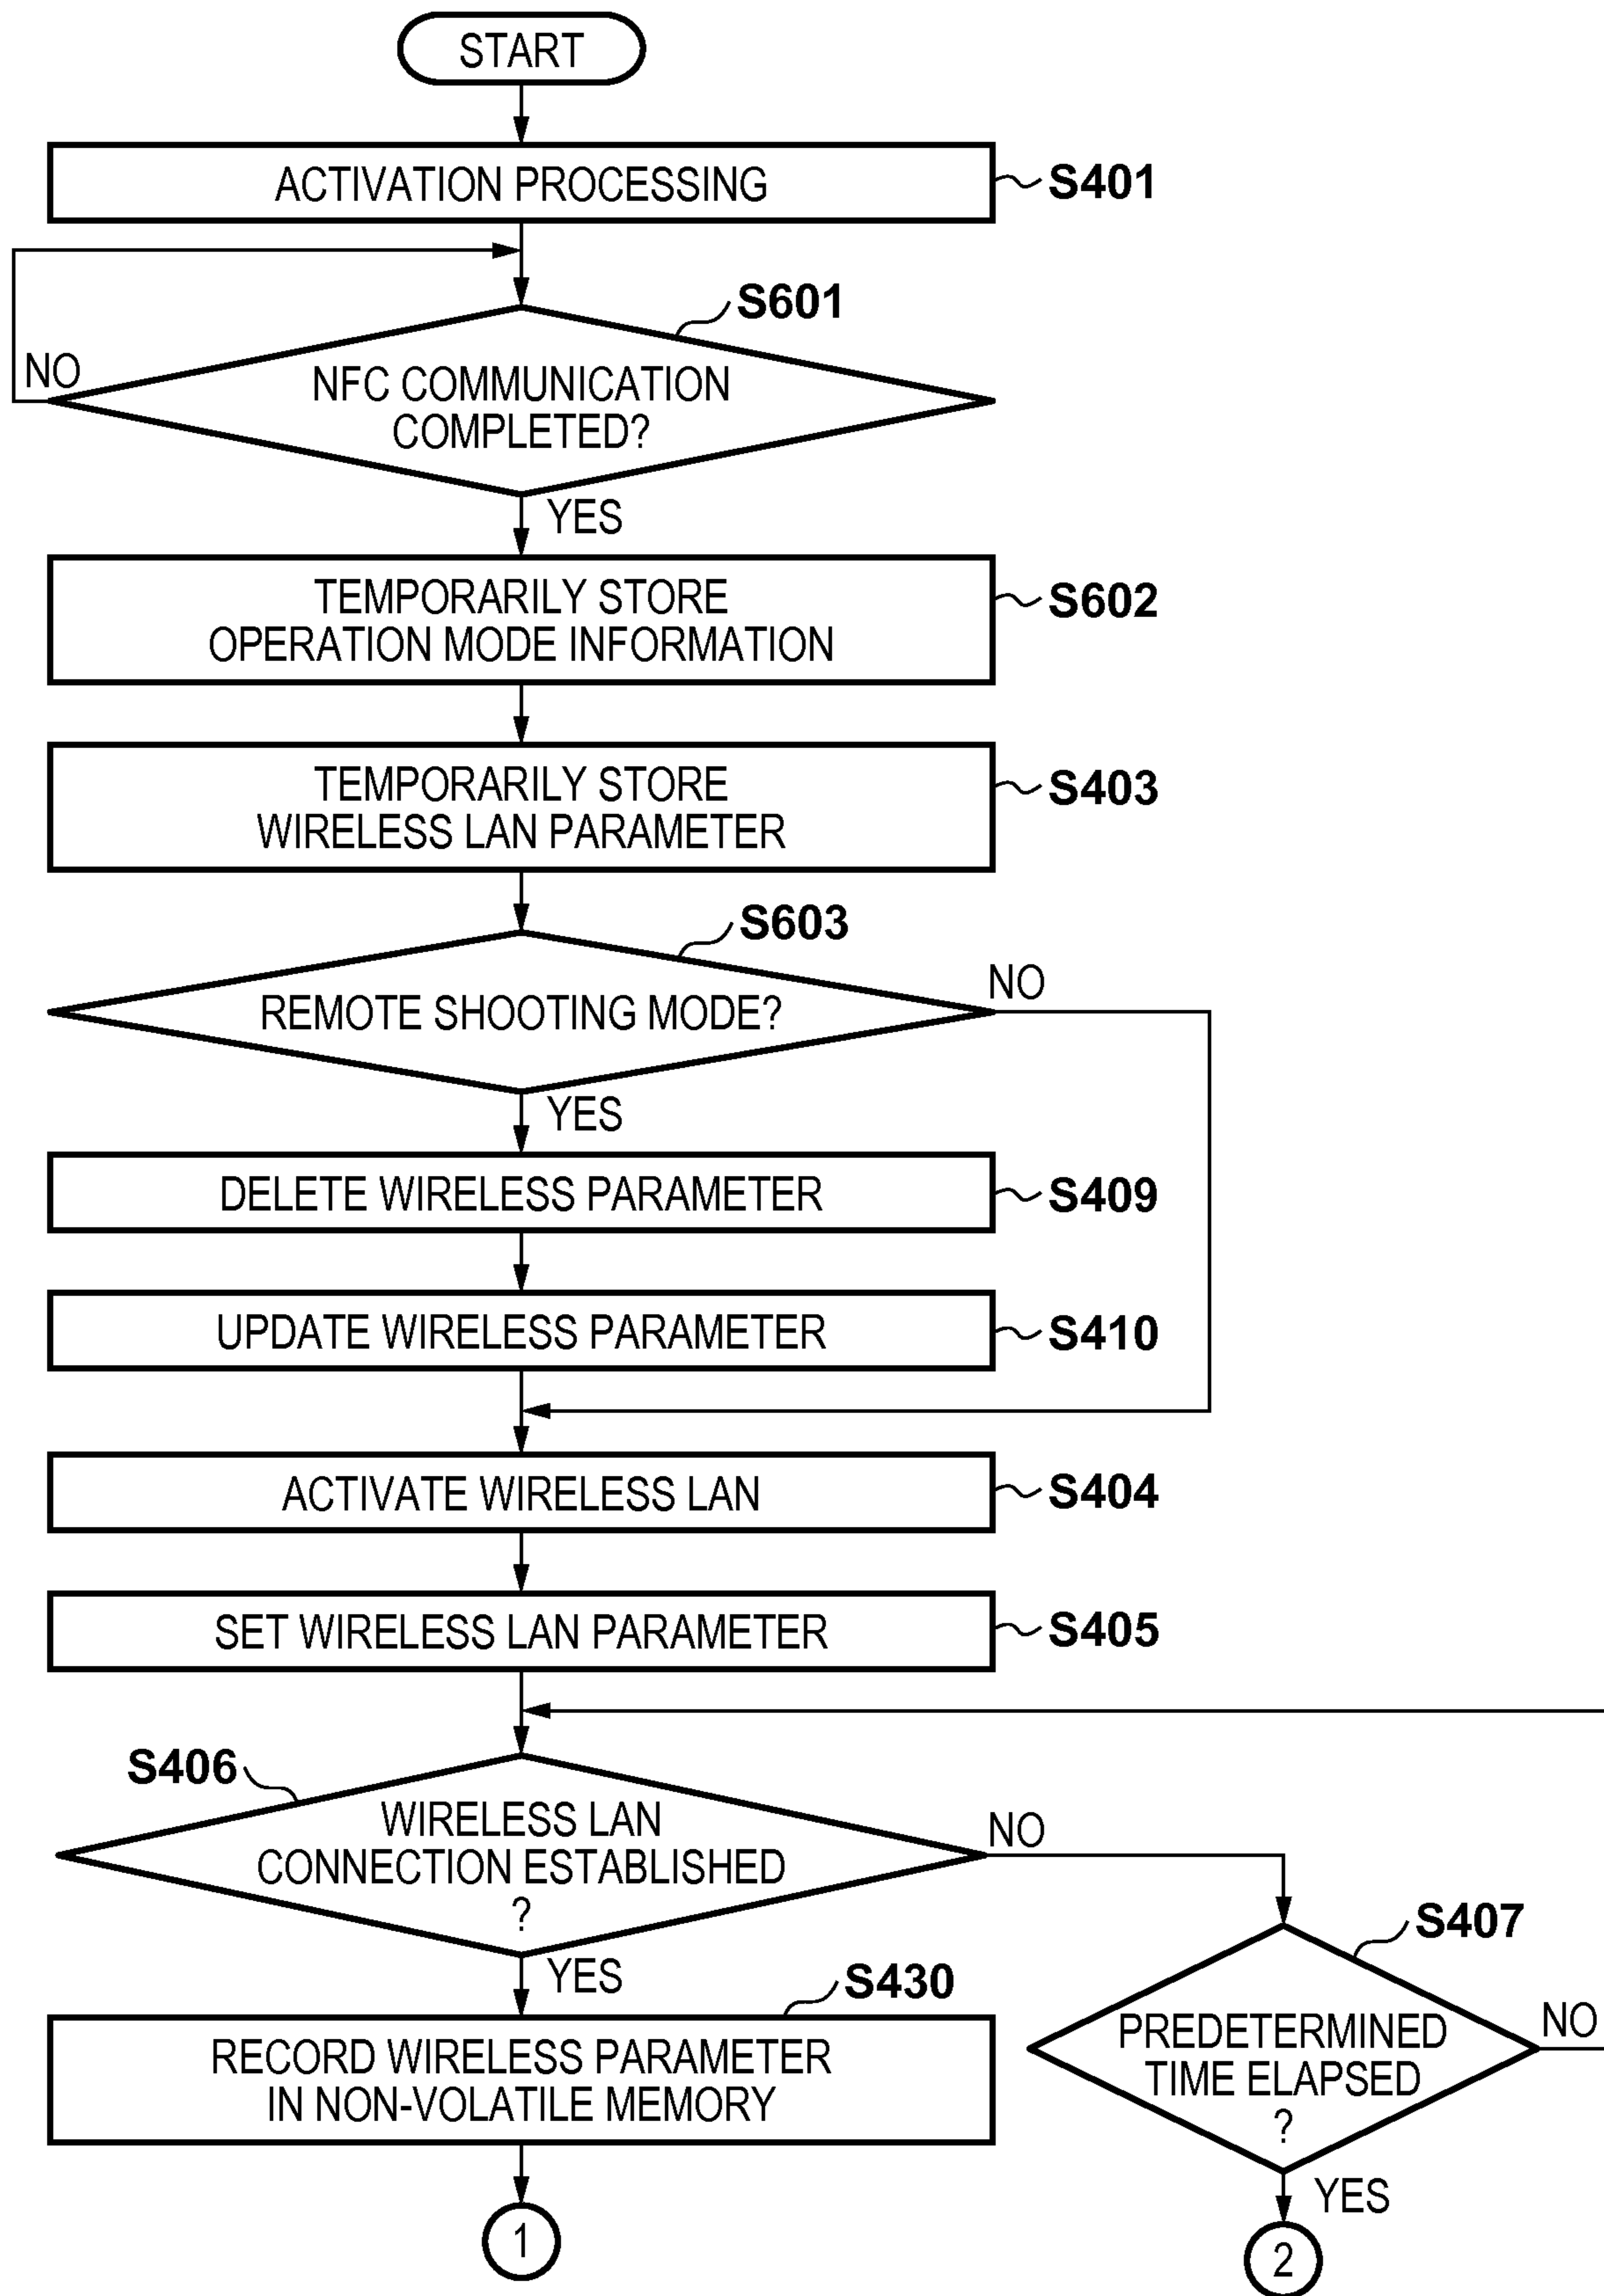 START
ACTIVATION PROCESSING
S401
S601
NO
NFC COMMUNICATION
COMPLETED?
YES
TEMPORARILY STORE
OPERATION MODE INFORMATION
S602
TEMPORARILY STORE
WIRELESS LAN PARAMETER
S403
S603
REMOTE SHOOTING MODE?
NO
YES
DELETE WIRELESS PARAMETER
S409
UPDATE WIRELESS PARAMETER
S410
ACTIVATE WIRELESS LAN
S404
SET WIRELESS LAN PARAMETER
S405
S406
WIRELESS LAN
CONNECTION ESTABLISHED
?
NO
YES
S407
PREDETERMINED
TIME ELAPSED
?
NO
YES
S430
RECORD WIRELESS PARAMETER
IN NON-VOLATILE MEMORY
1
2